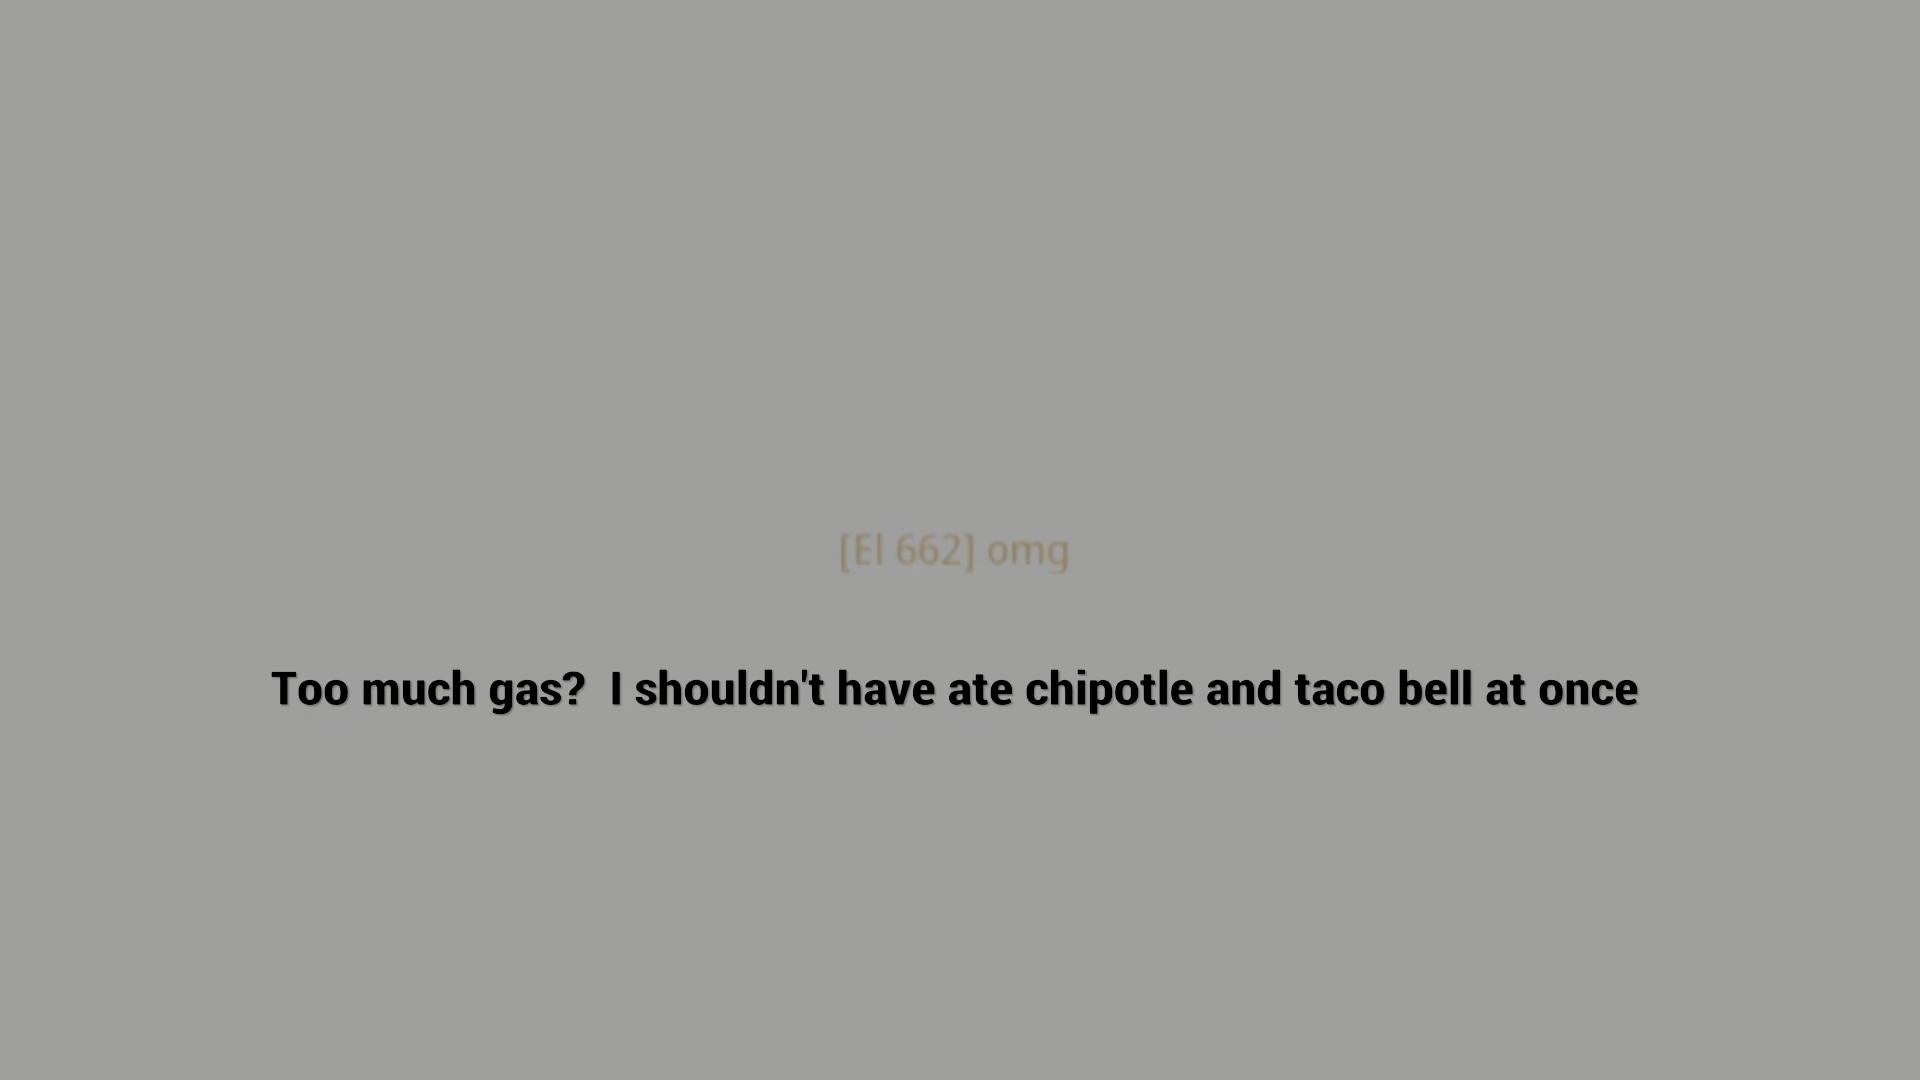 [El 662] omg
Too much gas?  I shouldn't have ate chipotle and taco bell at once